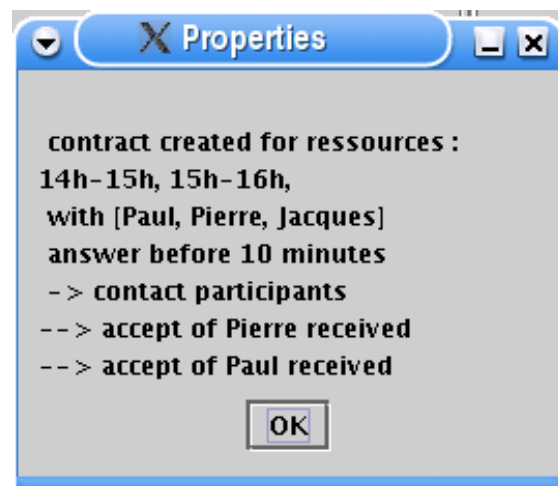 Properties
contract created for ressources :
14h-15h, 15h-16h,
with [Paul, Pierre, Jacques]
answer before 10 minutes
-> contact participants
--> accept of Pierre received
--> accept of Paul received
OK